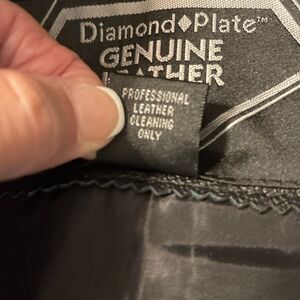 Diamond♦Plate™
GENUINE
LEATHER
PROFESSIONAL
LEATHER
CLEANING
ONLY